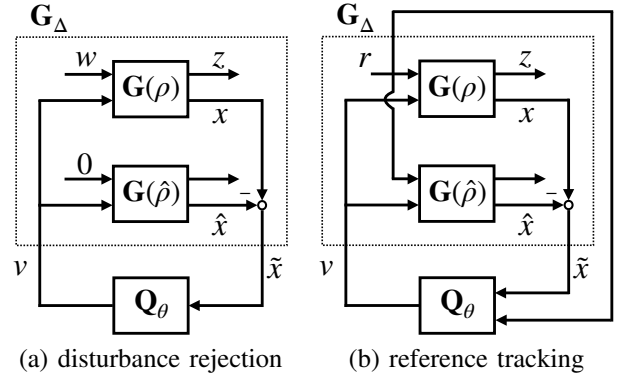 G_Δ
w
z
G(ρ)
x
0
G(ρ̂)
−
x̂
v
x̃
Q_θ
(a) disturbance rejection
G_Δ
r
z
G(ρ)
x
G(ρ̂)
−
x̂
v
x̃
Q_θ
(b) reference tracking